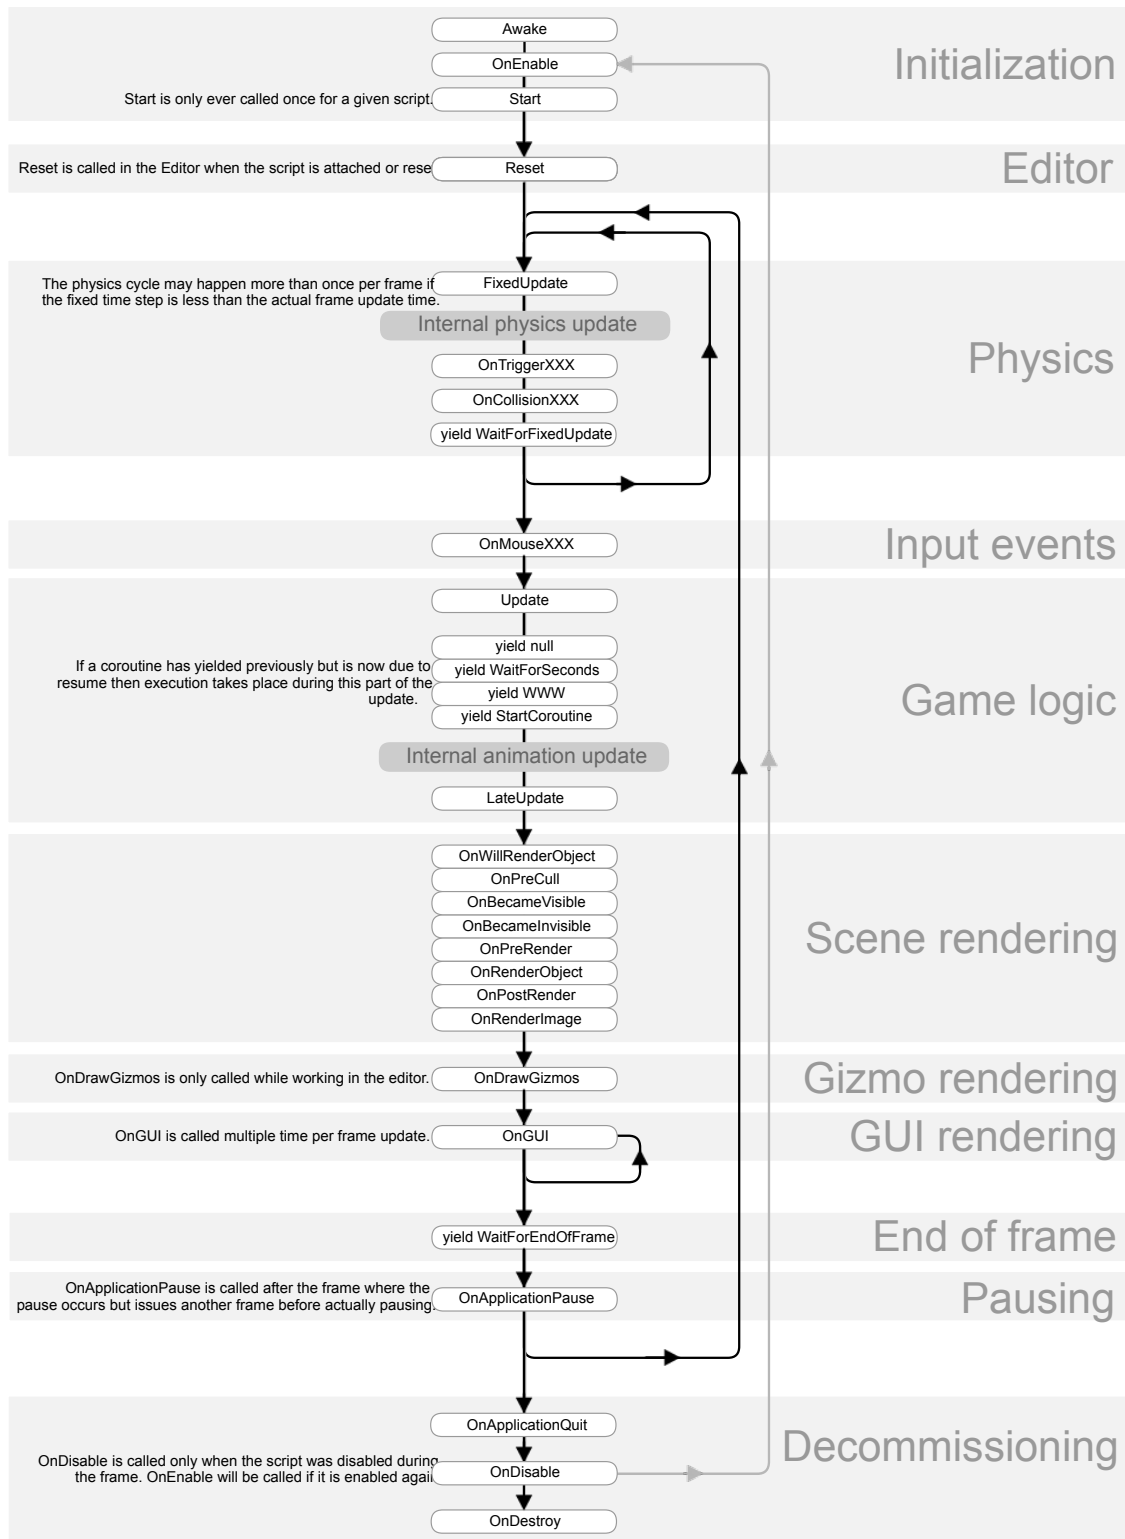 Awake
OnEnable
Initialization
Start is only ever called once for a given script.
Start
Reset is called in the Editor when the script is attached or rese
Reset
Editor
The physics cycle may happen more than once per frame if
the fixed time step is less than the actual frame update time.
FixedUpdate
Internal physics update
Physics
OnTriggerXXX
OnCollisionXXX
yield WaitForFixedUpdate
OnMouseXXX
Input events
Update
yield null
If a coroutine has yielded previously but is now due to
resume then execution takes place during this part of the
update.
yield WaitForSeconds
yield WWW
yield StartCoroutine
Game logic
Internal animation update
LateUpdate
OnWillRenderObject
OnPreCull
OnBecameVisible
OnBecameInvisible
OnPreRender
OnRenderObject
OnPostRender
OnRenderImage
Scene rendering
OnDrawGizmos is only called while working in the editor.
OnDrawGizmos
Gizmo rendering
OnGUI is called multiple time per frame update.
OnGUI
GUI rendering
yield WaitForEndOfFrame
End of frame
OnApplicationPause is called after the frame where the
pause occurs but issues another frame before actually pausing.
OnApplicationPause
Pausing
OnApplicationQuit
Decommissioning
OnDisable is called only when the script was disabled during
the frame. OnEnable will be called if it is enabled agai
OnDisable
OnDestroy